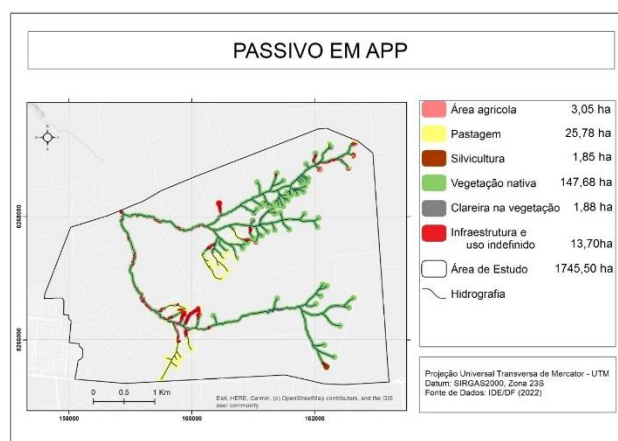 PASSIVO EM APP
Área agricola 3,05 ha
Pastagem 25,78 ha
Silvicultura 1,85 ha
Vegetação nativa 147,68 ha
Clareira na vegetação 1,88 ha
Infraestrutura e
uso indefinido 13,70ha
Área de Estudo 1745,50 ha
Hidrografia
8268000
8266000
0 0.5 1 Km
Esri, HERE, Garmin, (c) OpenStreetMap contributors, and the GIS
user community
158000 160000 162000
Projeção Universal Transversa de Mercator - UTM
Datum: SIRGAS2000, Zona 23S
Fonte de Dados: IDE/DF (2022)